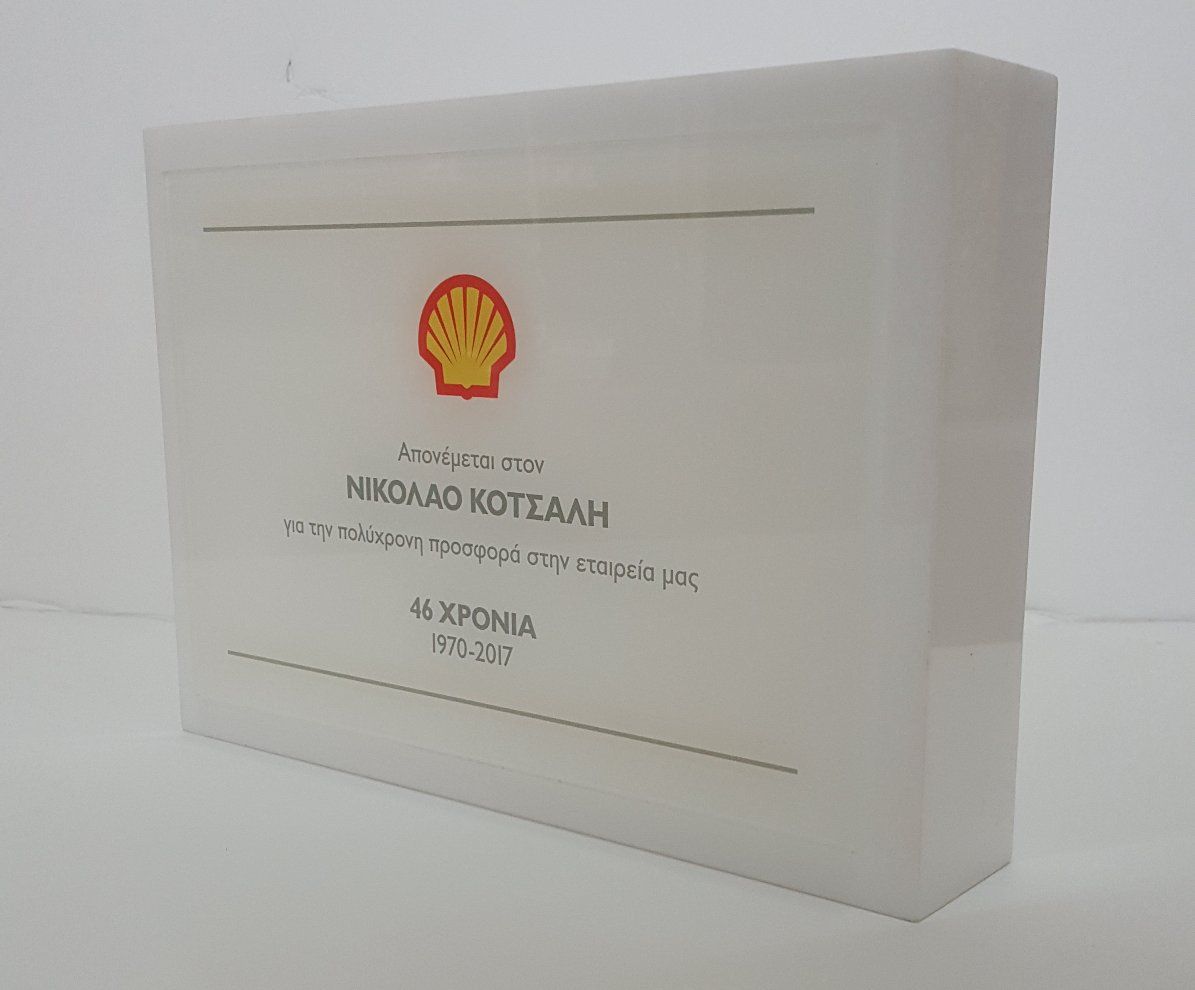 Απονέμεται στον
ΝΙΚΟΛΑΟ ΚΟΤΣΑΛΗ
για την πολύχρονη προσφορά στην εταιρεία μας
46 ΧΡΟΝΙΑ
1970-2017